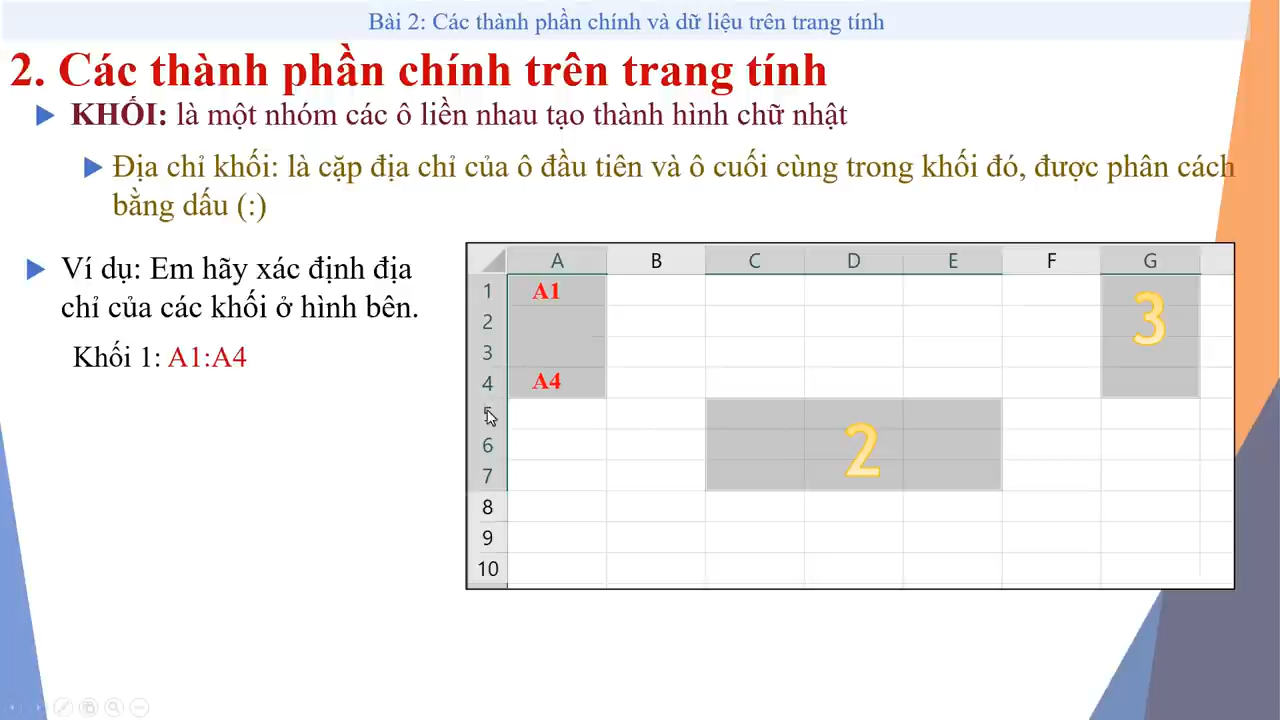 Bài 2: Các thành phần chính và dữ liệu trên trang tính
2. Các thành phần chính trên trang tính
KHỐI: là một nhóm các ô liền nhau tạo thành hình chữ nhật
Địa chỉ khối: là cặp địa chỉ của ô đầu tiên và ô cuối cùng trong khối đó, được phân cách
bằng dấu (:)
Ví dụ: Em hãy xác định địa
chỉ của các khối ở hình bên.
Khối 1: A1:A4
A B C D E F G
1 A1
2
3
3
4 A4
5
6
2
7
8
9
10